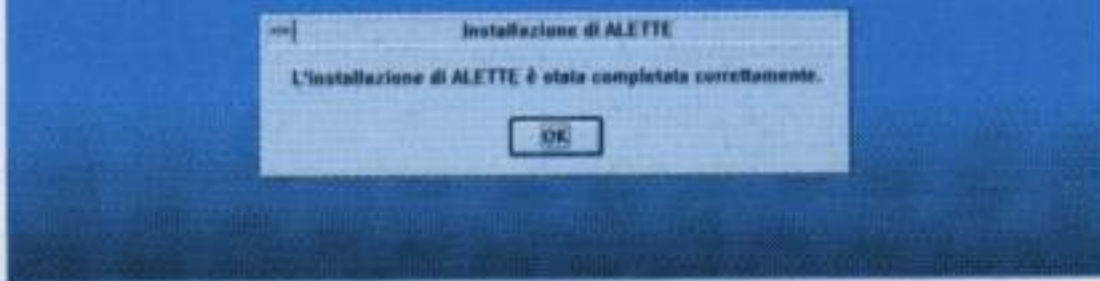 Installazione di ALETTE
L'installazione di ALETTE è stata completata correttamente.
OK